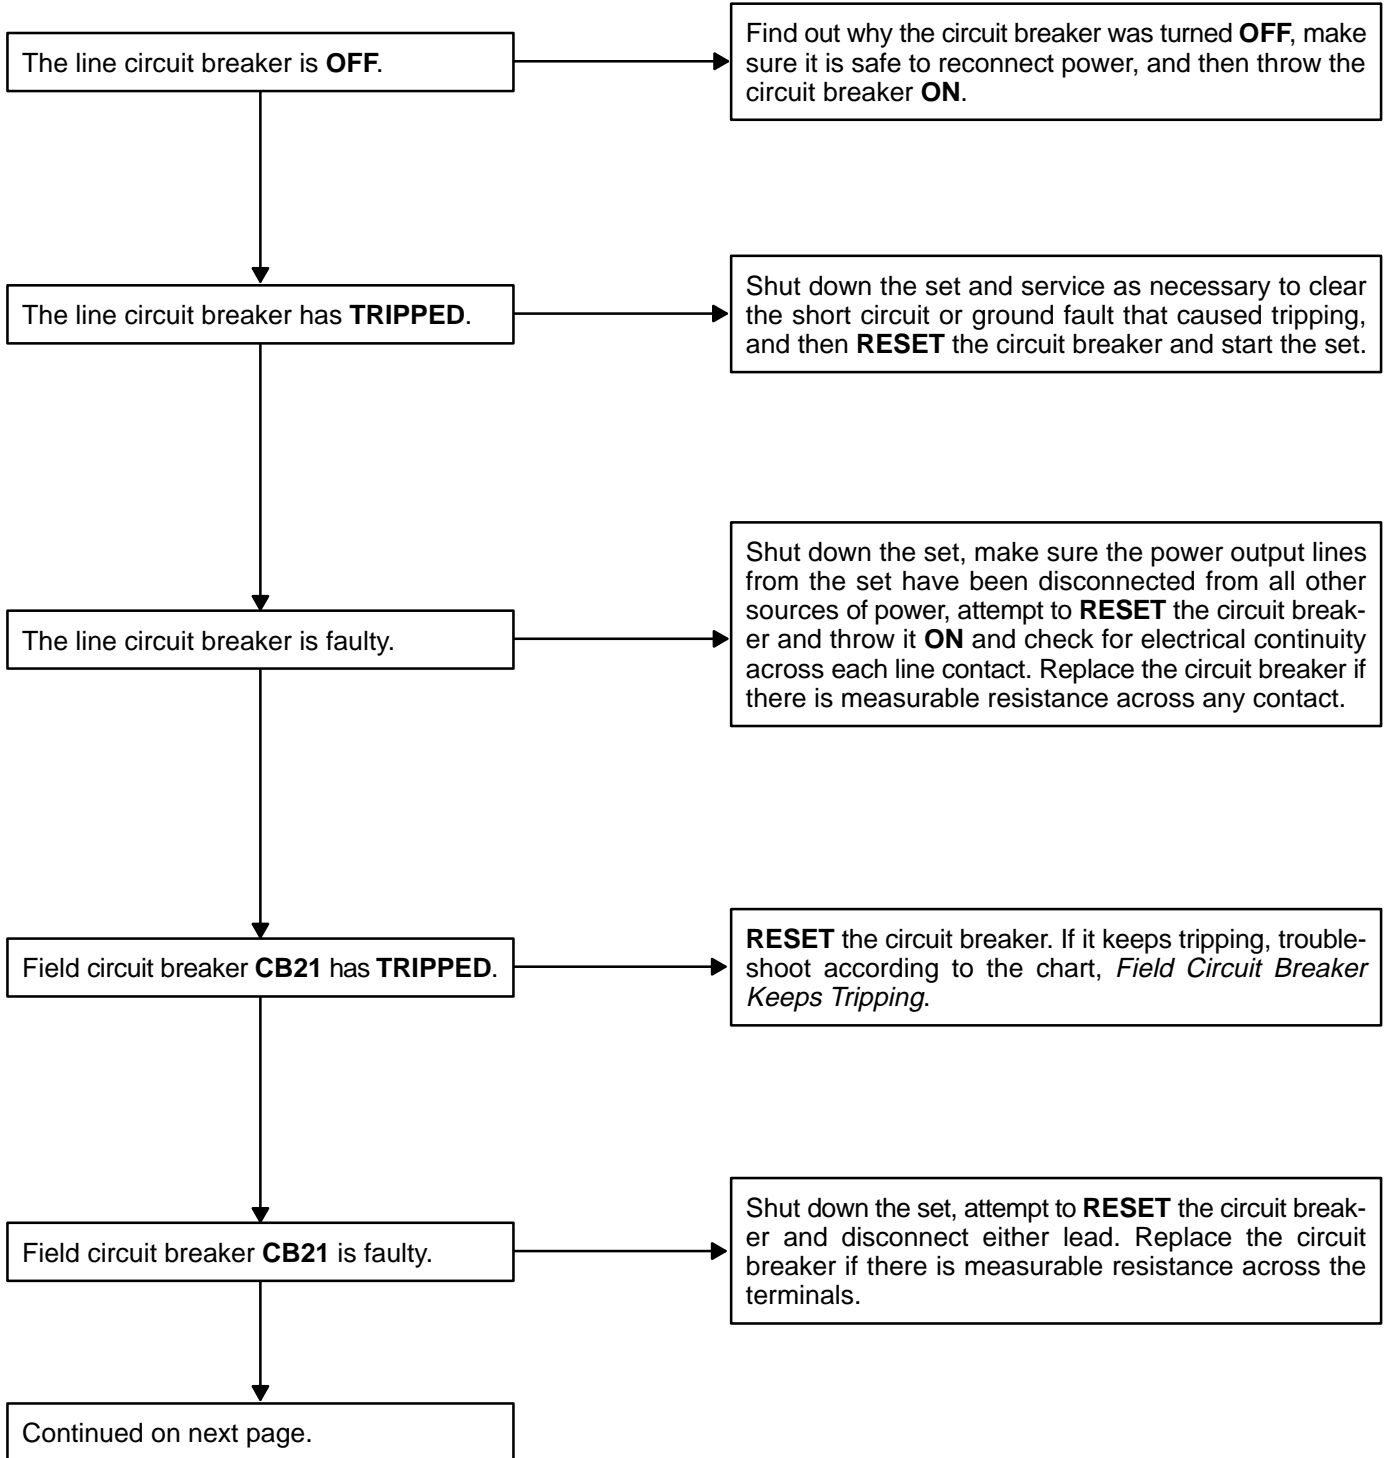 The line circuit breaker is OFF.
Find out why the circuit breaker was turned OFF, make
sure it is safe to reconnect power, and then throw the
circuit breaker ON.
The line circuit breaker has TRIPPED.
Shut down the set and service as necessary to clear
the short circuit or ground fault that caused tripping,
and then RESET the circuit breaker and start the set.
The line circuit breaker is faulty.
Shut down the set, make sure the power output lines
from the set have been disconnected from all other
sources of power, attempt to RESET the circuit break-
er and throw it ON and check for electrical continuity
across each line contact. Replace the circuit breaker if
there is measurable resistance across any contact.
Field circuit breaker CB21 has TRIPPED.
RESET the circuit breaker. If it keeps tripping, trouble-
shoot according to the chart, Field Circuit Breaker
Keeps Tripping.
Field circuit breaker CB21 is faulty.
Shut down the set, attempt to RESET the circuit break-
er and disconnect either lead. Replace the circuit
breaker if there is measurable resistance across the
terminals.
Continued on next page.